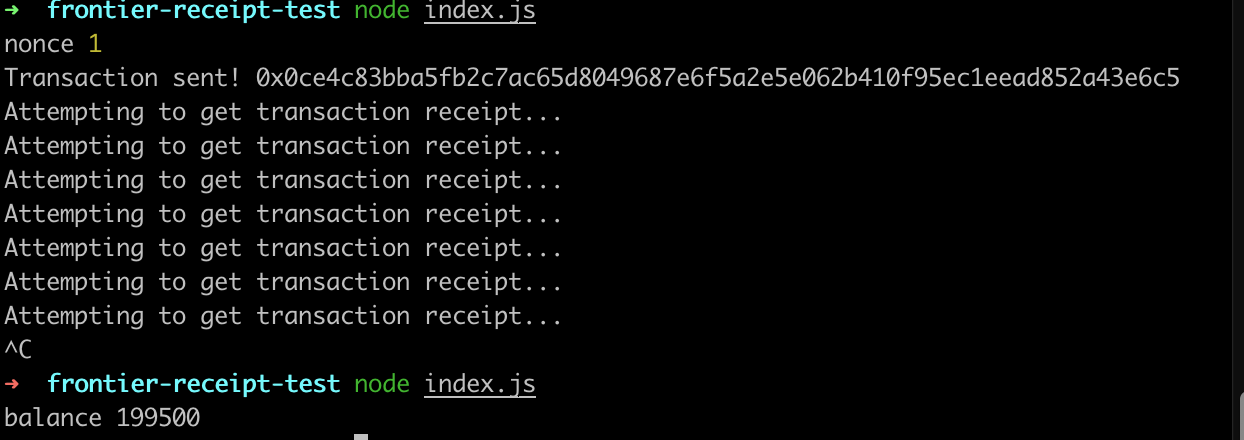 → frontier-receipt-test node index.js
nonce 1
Transaction sent! 0x0ce4c83bba5fb2c7ac65d8049687e6f5a2e5e062b410f95ec1eead852a43e6c5
Attempting to get transaction receipt...
Attempting to get transaction receipt...
Attempting to get transaction receipt...
Attempting to get transaction receipt...
Attempting to get transaction receipt...
Attempting to get transaction receipt...
Attempting to get transaction receipt...
^C
→ frontier-receipt-test node index.js
balance 199500